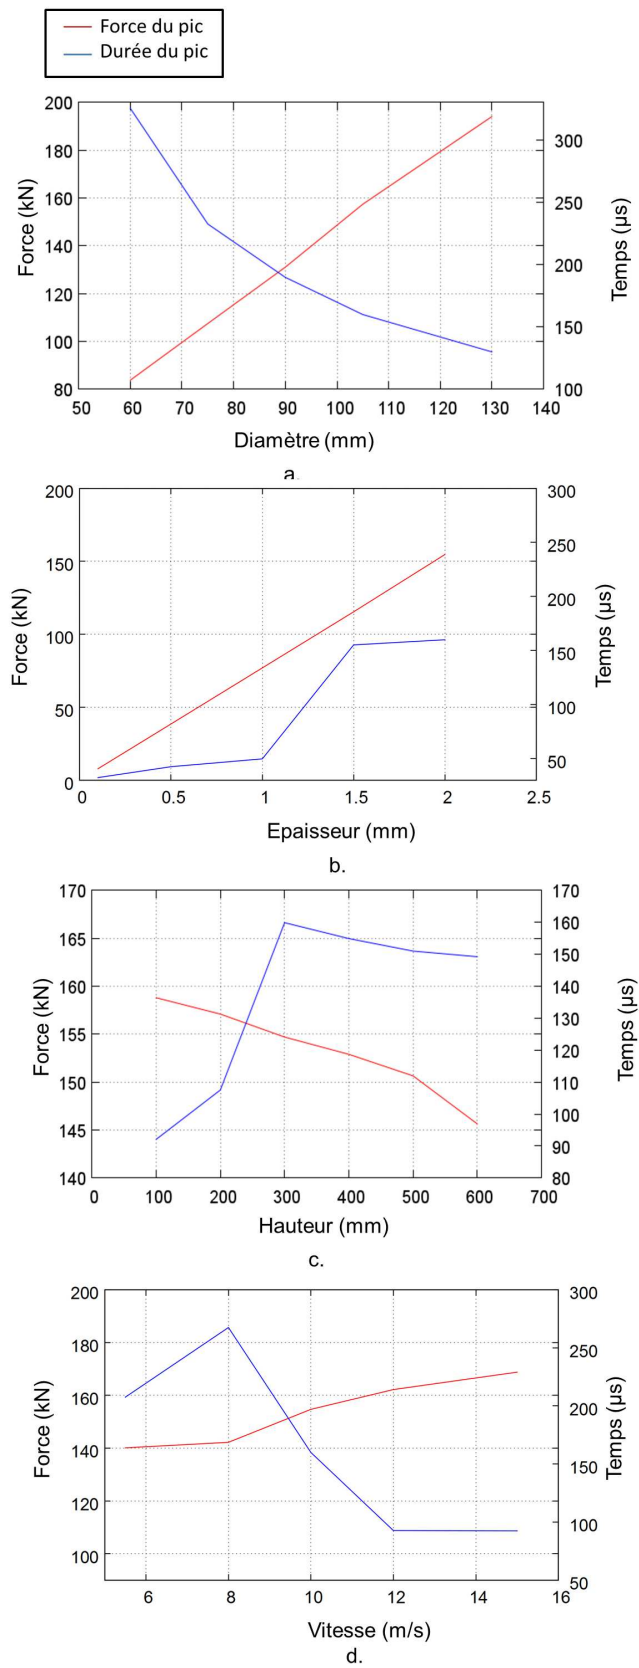 Force du pic
Durée du pic
200
180
160
140
120
100
80
Force (kN)
300
250
200
150
100
Temps (µs)
50 60 70 80 90 100 110 120 130 140
Diamètre (mm)
a.
200
150
100
50
0
Force (kN)
300
250
200
150
100
50
Temps (µs)
0 0.5 1 1.5 2 2.5
Epaisseur (mm)
b.
170
165
160
155
150
145
140
Force (kN)
170
160
150
140
130
120
110
100
90
80
Temps (µs)
0 100 200 300 400 500 600 700
Hauteur (mm)
c.
200
180
160
140
120
100
Force (kN)
300
250
200
150
100
50
Temps (µs)
6 8 10 12 14 16
Vitesse (m/s)
d.